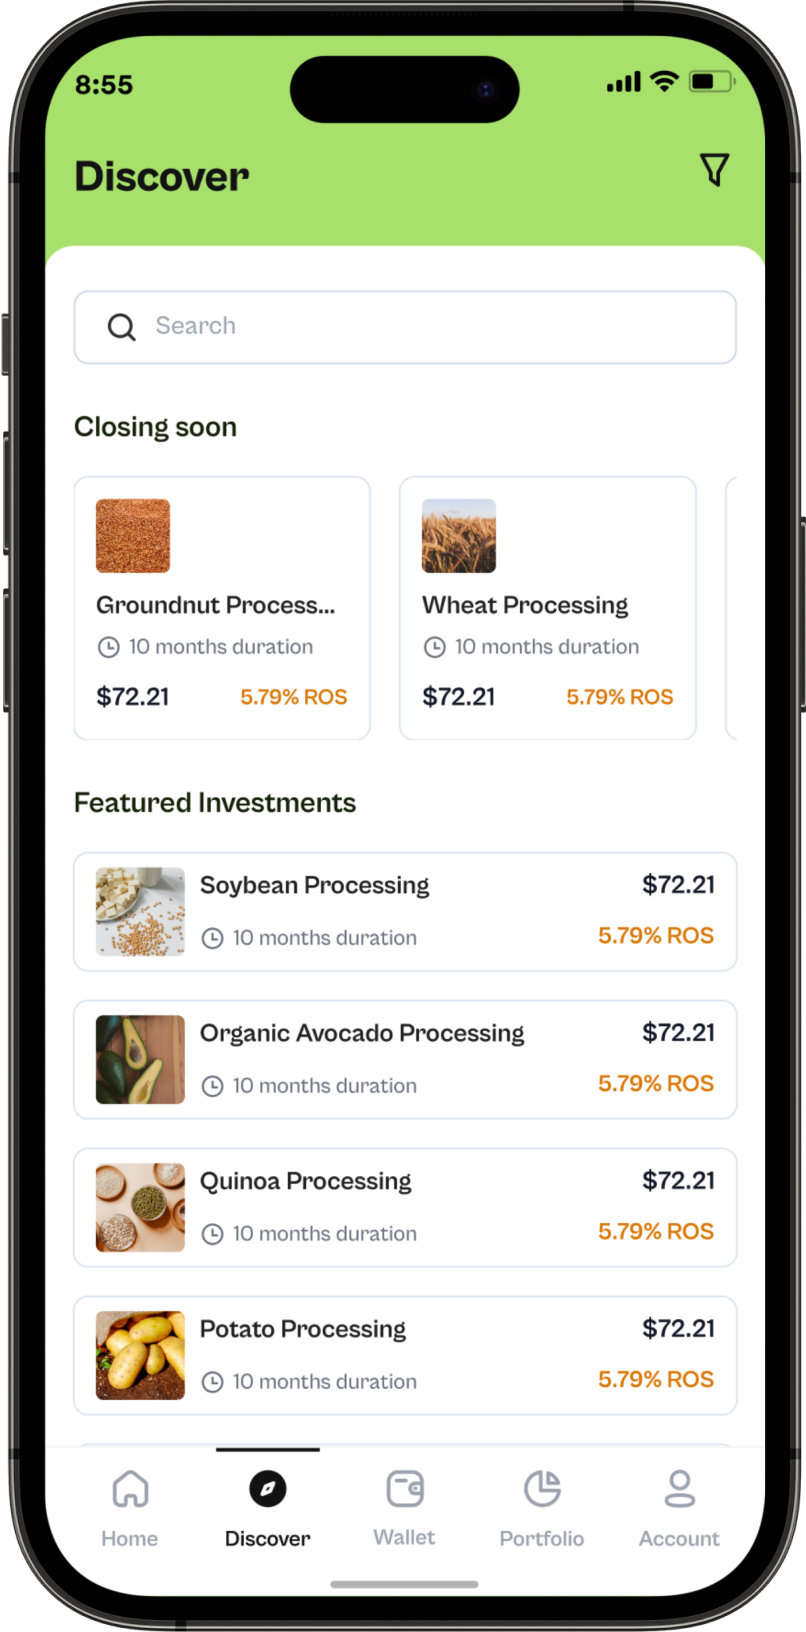 8:55
Discover
Search
Closing soon
Groundnut Process...
10 months duration
$72.21 5.79% ROS
Wheat Processing
10 months duration
$72.21 5.79% ROS
Featured Investments
Soybean Processing $72.21
10 months duration 5.79% ROS
Organic Avocado Processing $72.21
10 months duration 5.79% ROS
Quinoa Processing $72.21
10 months duration 5.79% ROS
Potato Processing $72.21
10 months duration 5.79% ROS
Home Discover Wallet Portfolio Account